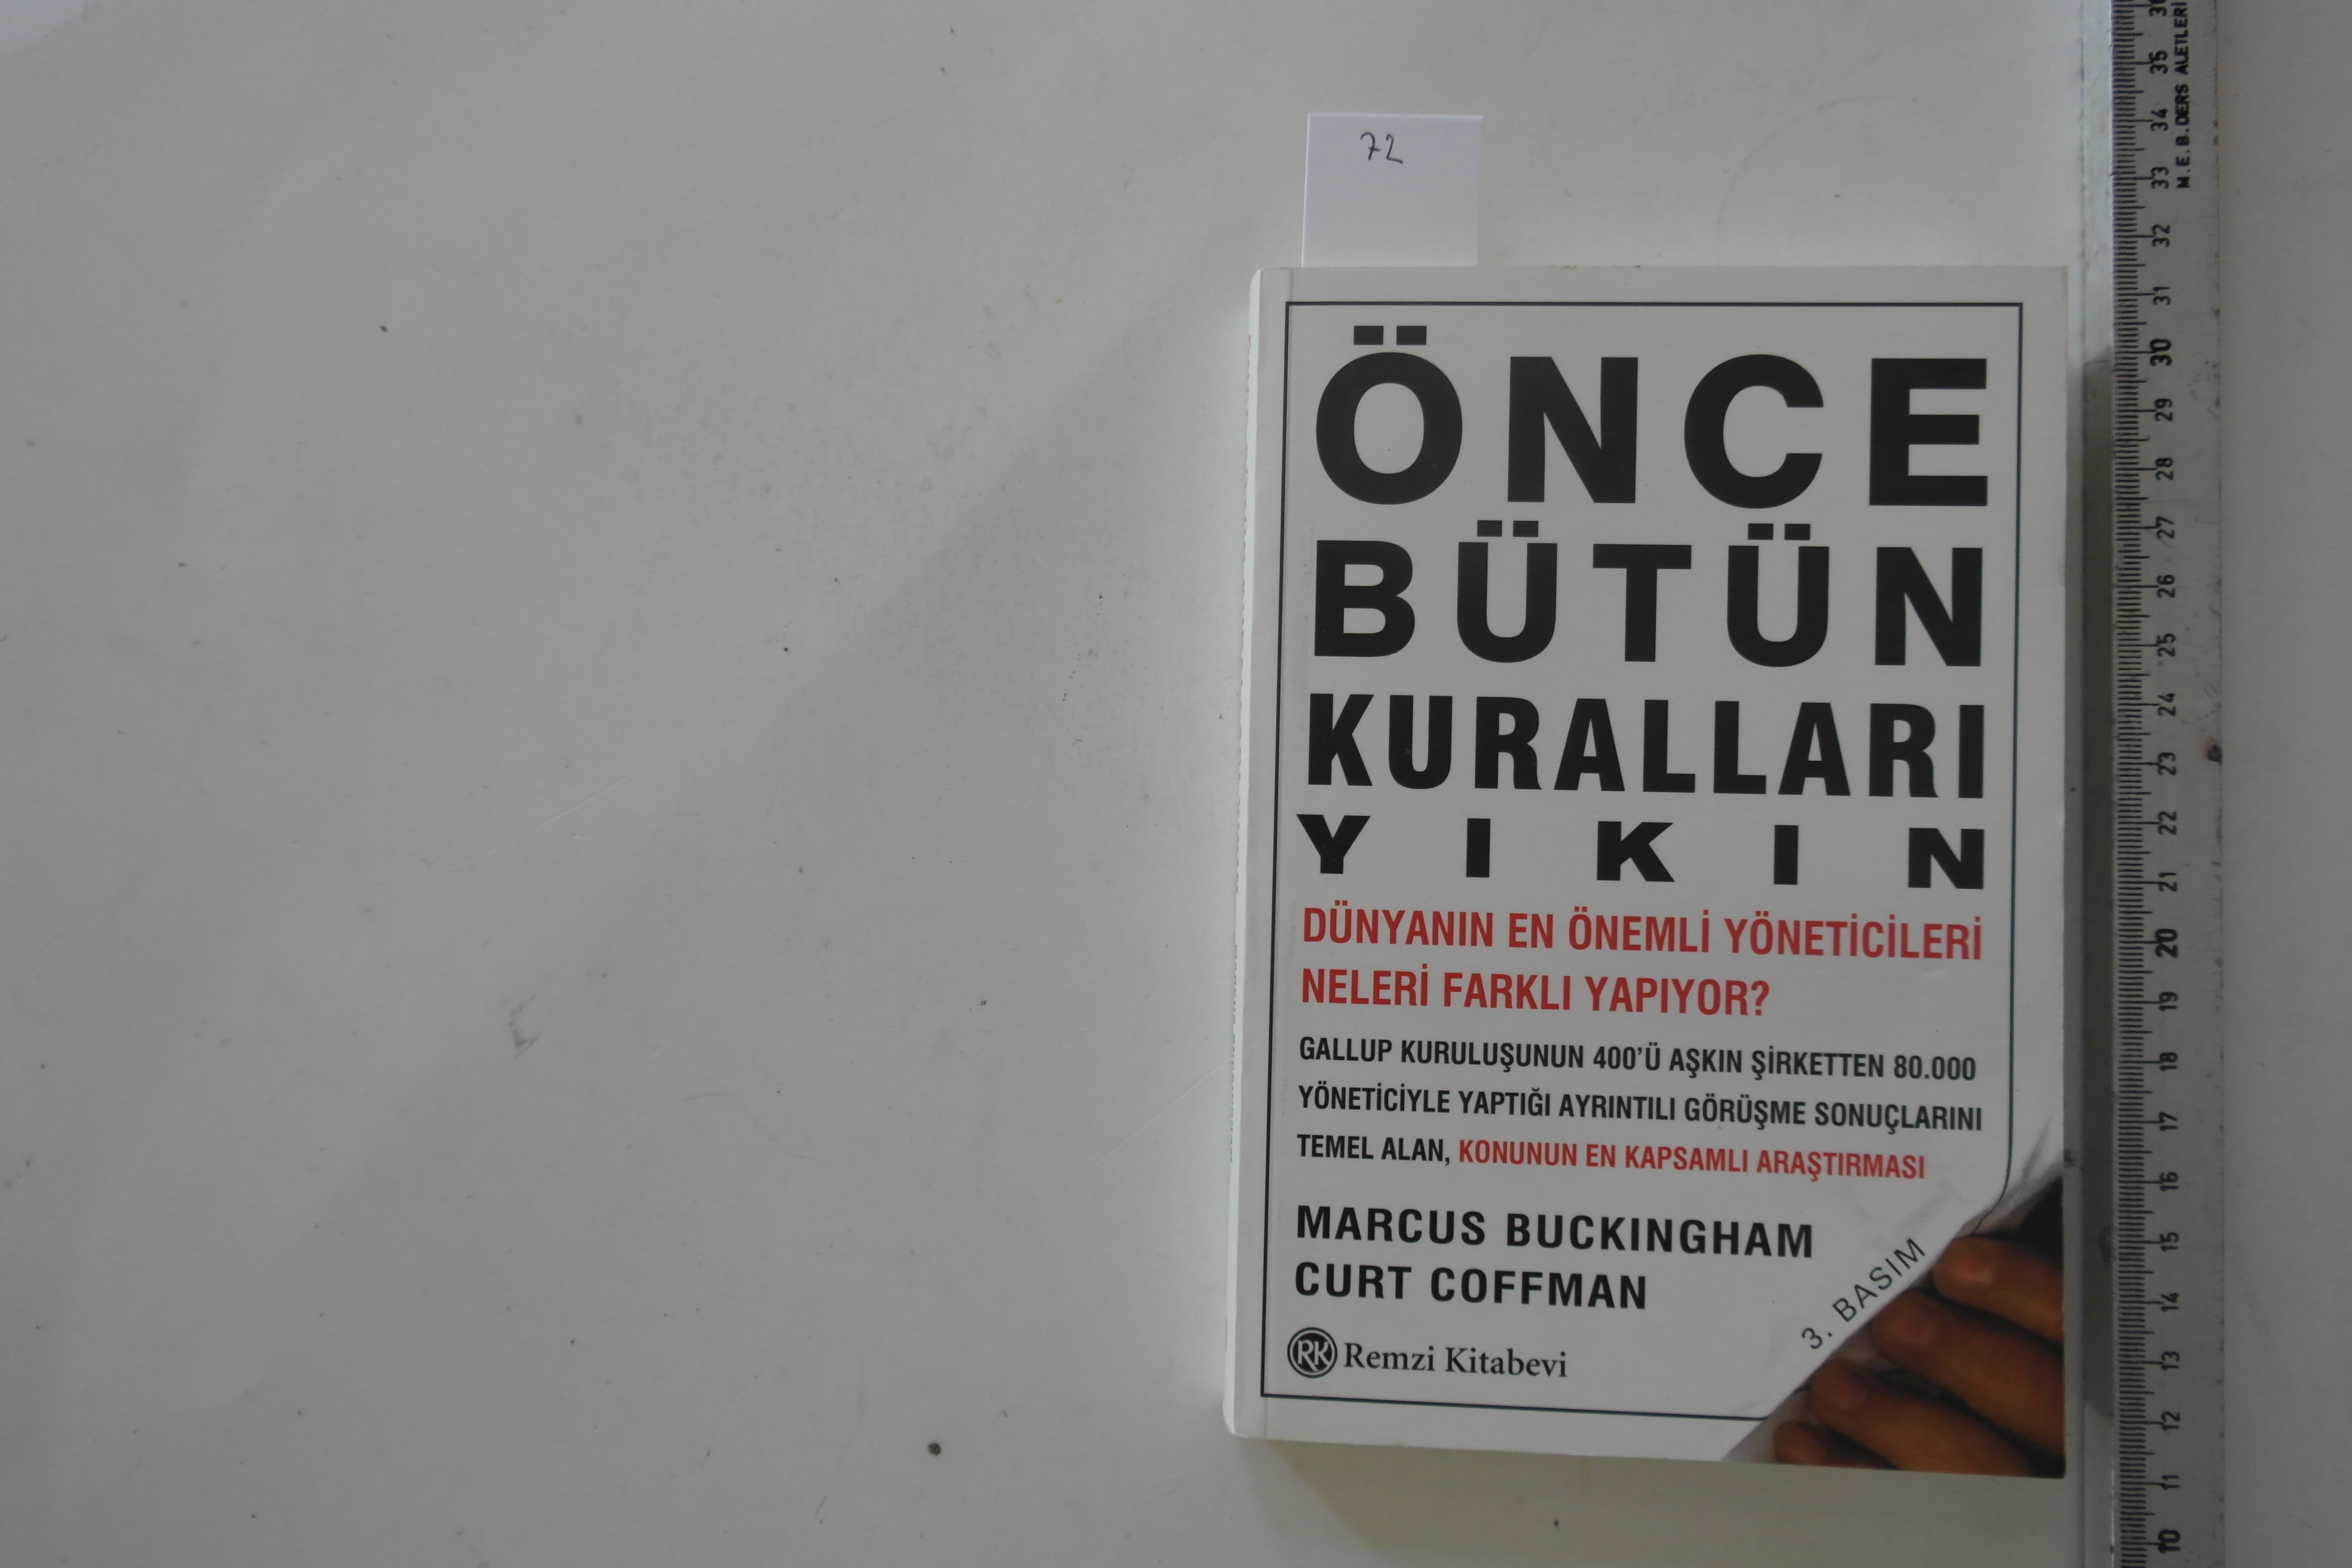 72
ÖNCE
BÜTÜN
KURALLARI
YIKIN
DÜNYANIN EN ÖNEMLİ YÖNETİCİLERİ
NELERİ FARKLI YAPIYOR?
GALLUP KURULUŞUNUN 400'Ü AŞKIN ŞİRKETTEN 80.000
YÖNETİCİYLE YAPTIĞI AYRINTILI GÖRÜŞME SONUÇLARINI
TEMEL ALAN, KONUNUN EN KAPSAMLI ARAŞTIRMASI
MARCUS BUCKINGHAM
CURT COFFMAN
3. BASIM
RK Remzi Kitabevi
M.E.B. DERS ALETLERİ
10 11 12 13 14 15 16 17 18 19 20 21 22 23 24 25 26 27 28 29 30 31 32 33 34 35